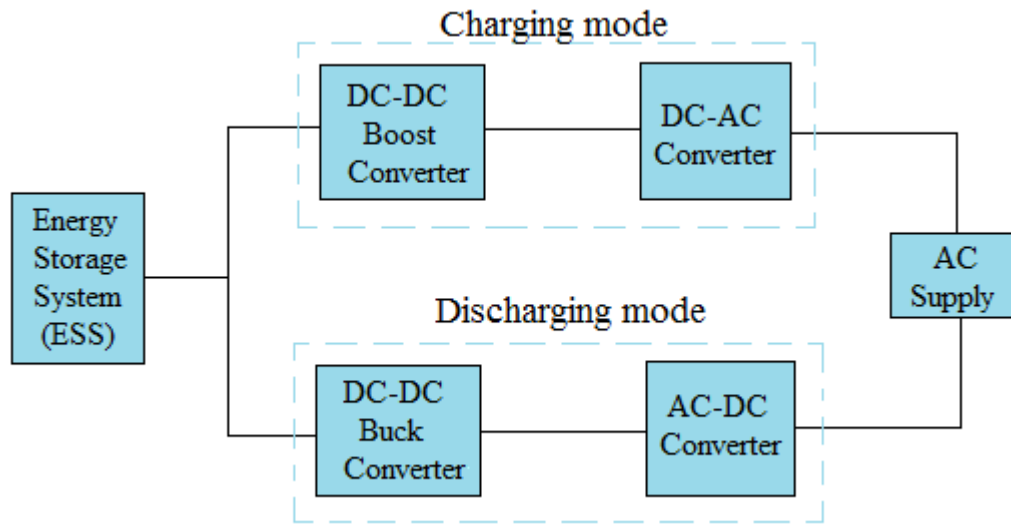 Charging mode
DC-DC
Boost
Converter
DC-AC
Converter
Energy
Storage
System
(ESS)
AC
Supply
Discharging mode
DC-DC
Buck
Converter
AC-DC
Converter